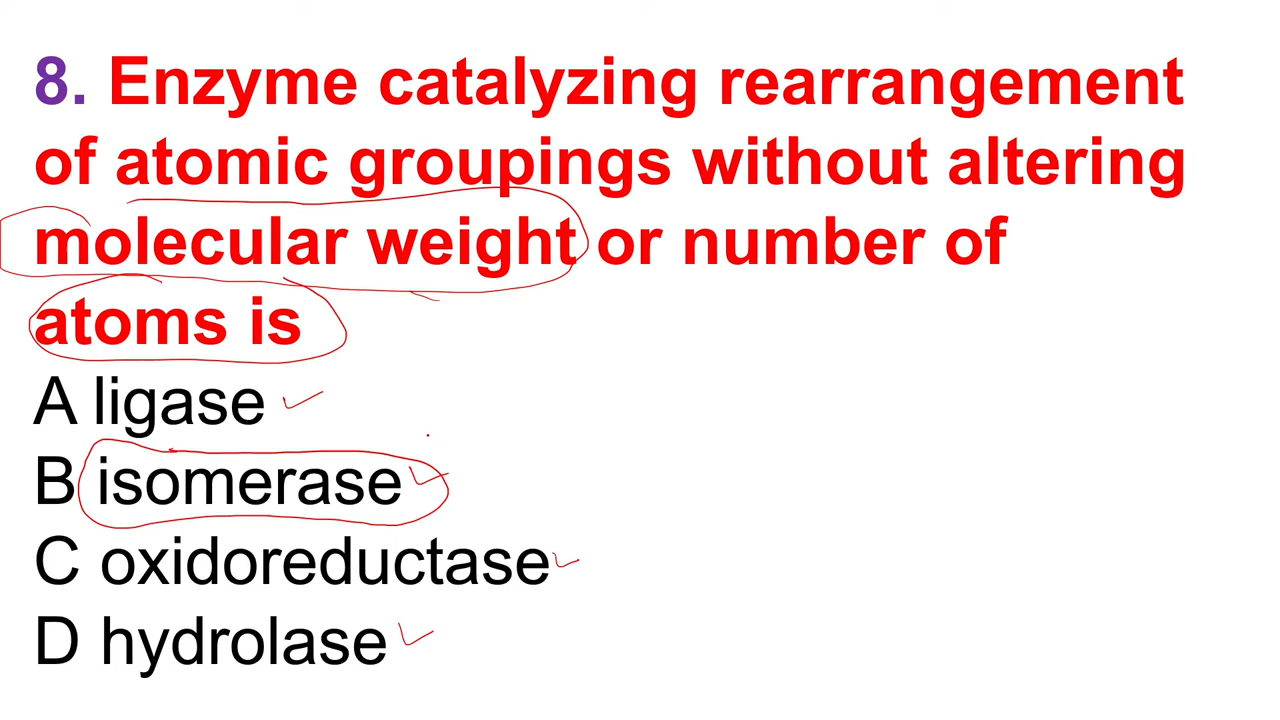 8. Enzyme catalyzing rearrangement
of atomic groupings without altering
molecular weight or number of
atoms is
A ligase
B isomerase
C oxidoreductase
D hydrolase